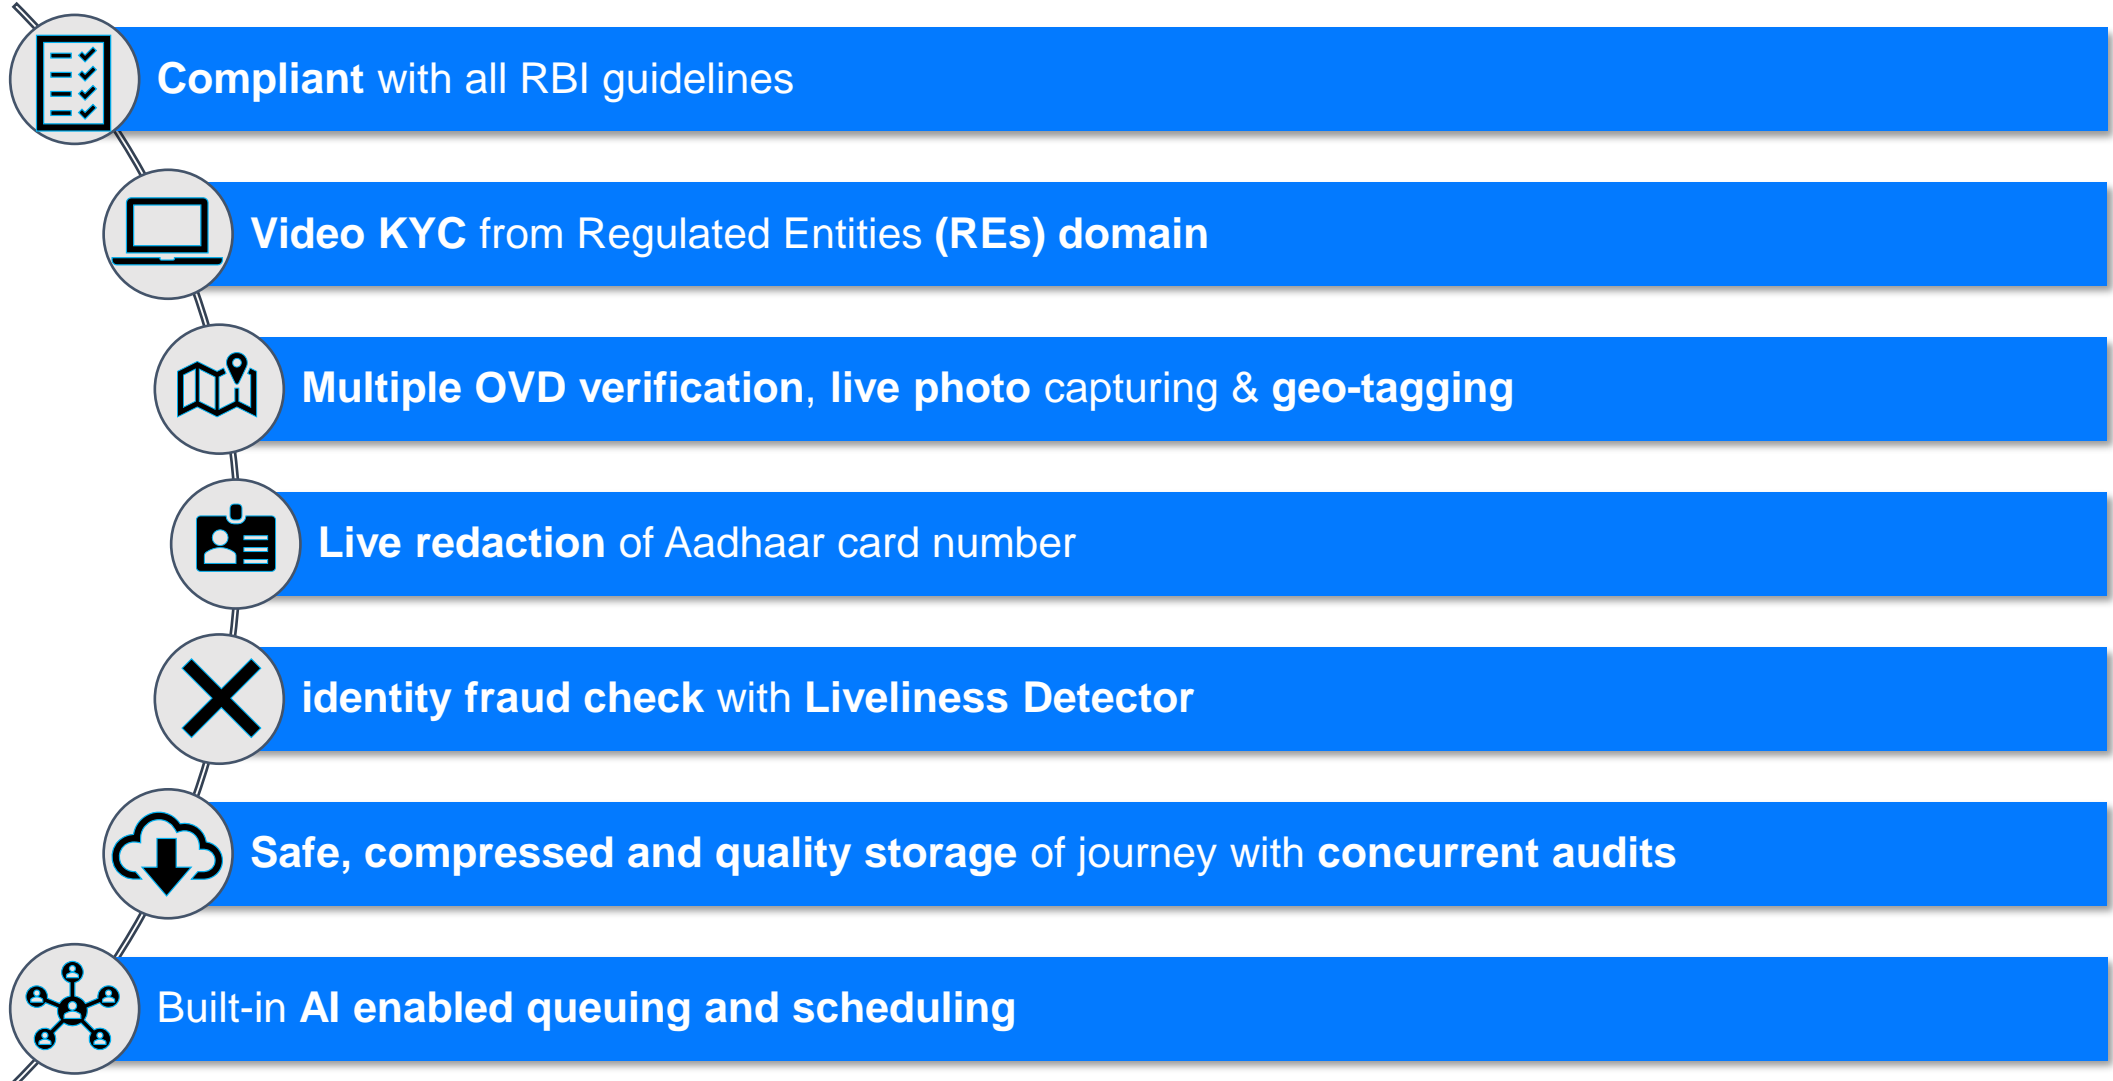 Compliant with all RBI guidelines
Video KYC from Regulated Entities (REs) domain
Multiple OVD verification, live photo capturing & geo-tagging
Live redaction of Aadhaar card number
identity fraud check with Liveliness Detector
Safe, compressed and quality storage of journey with concurrent audits
Built-in AI enabled queuing and scheduling